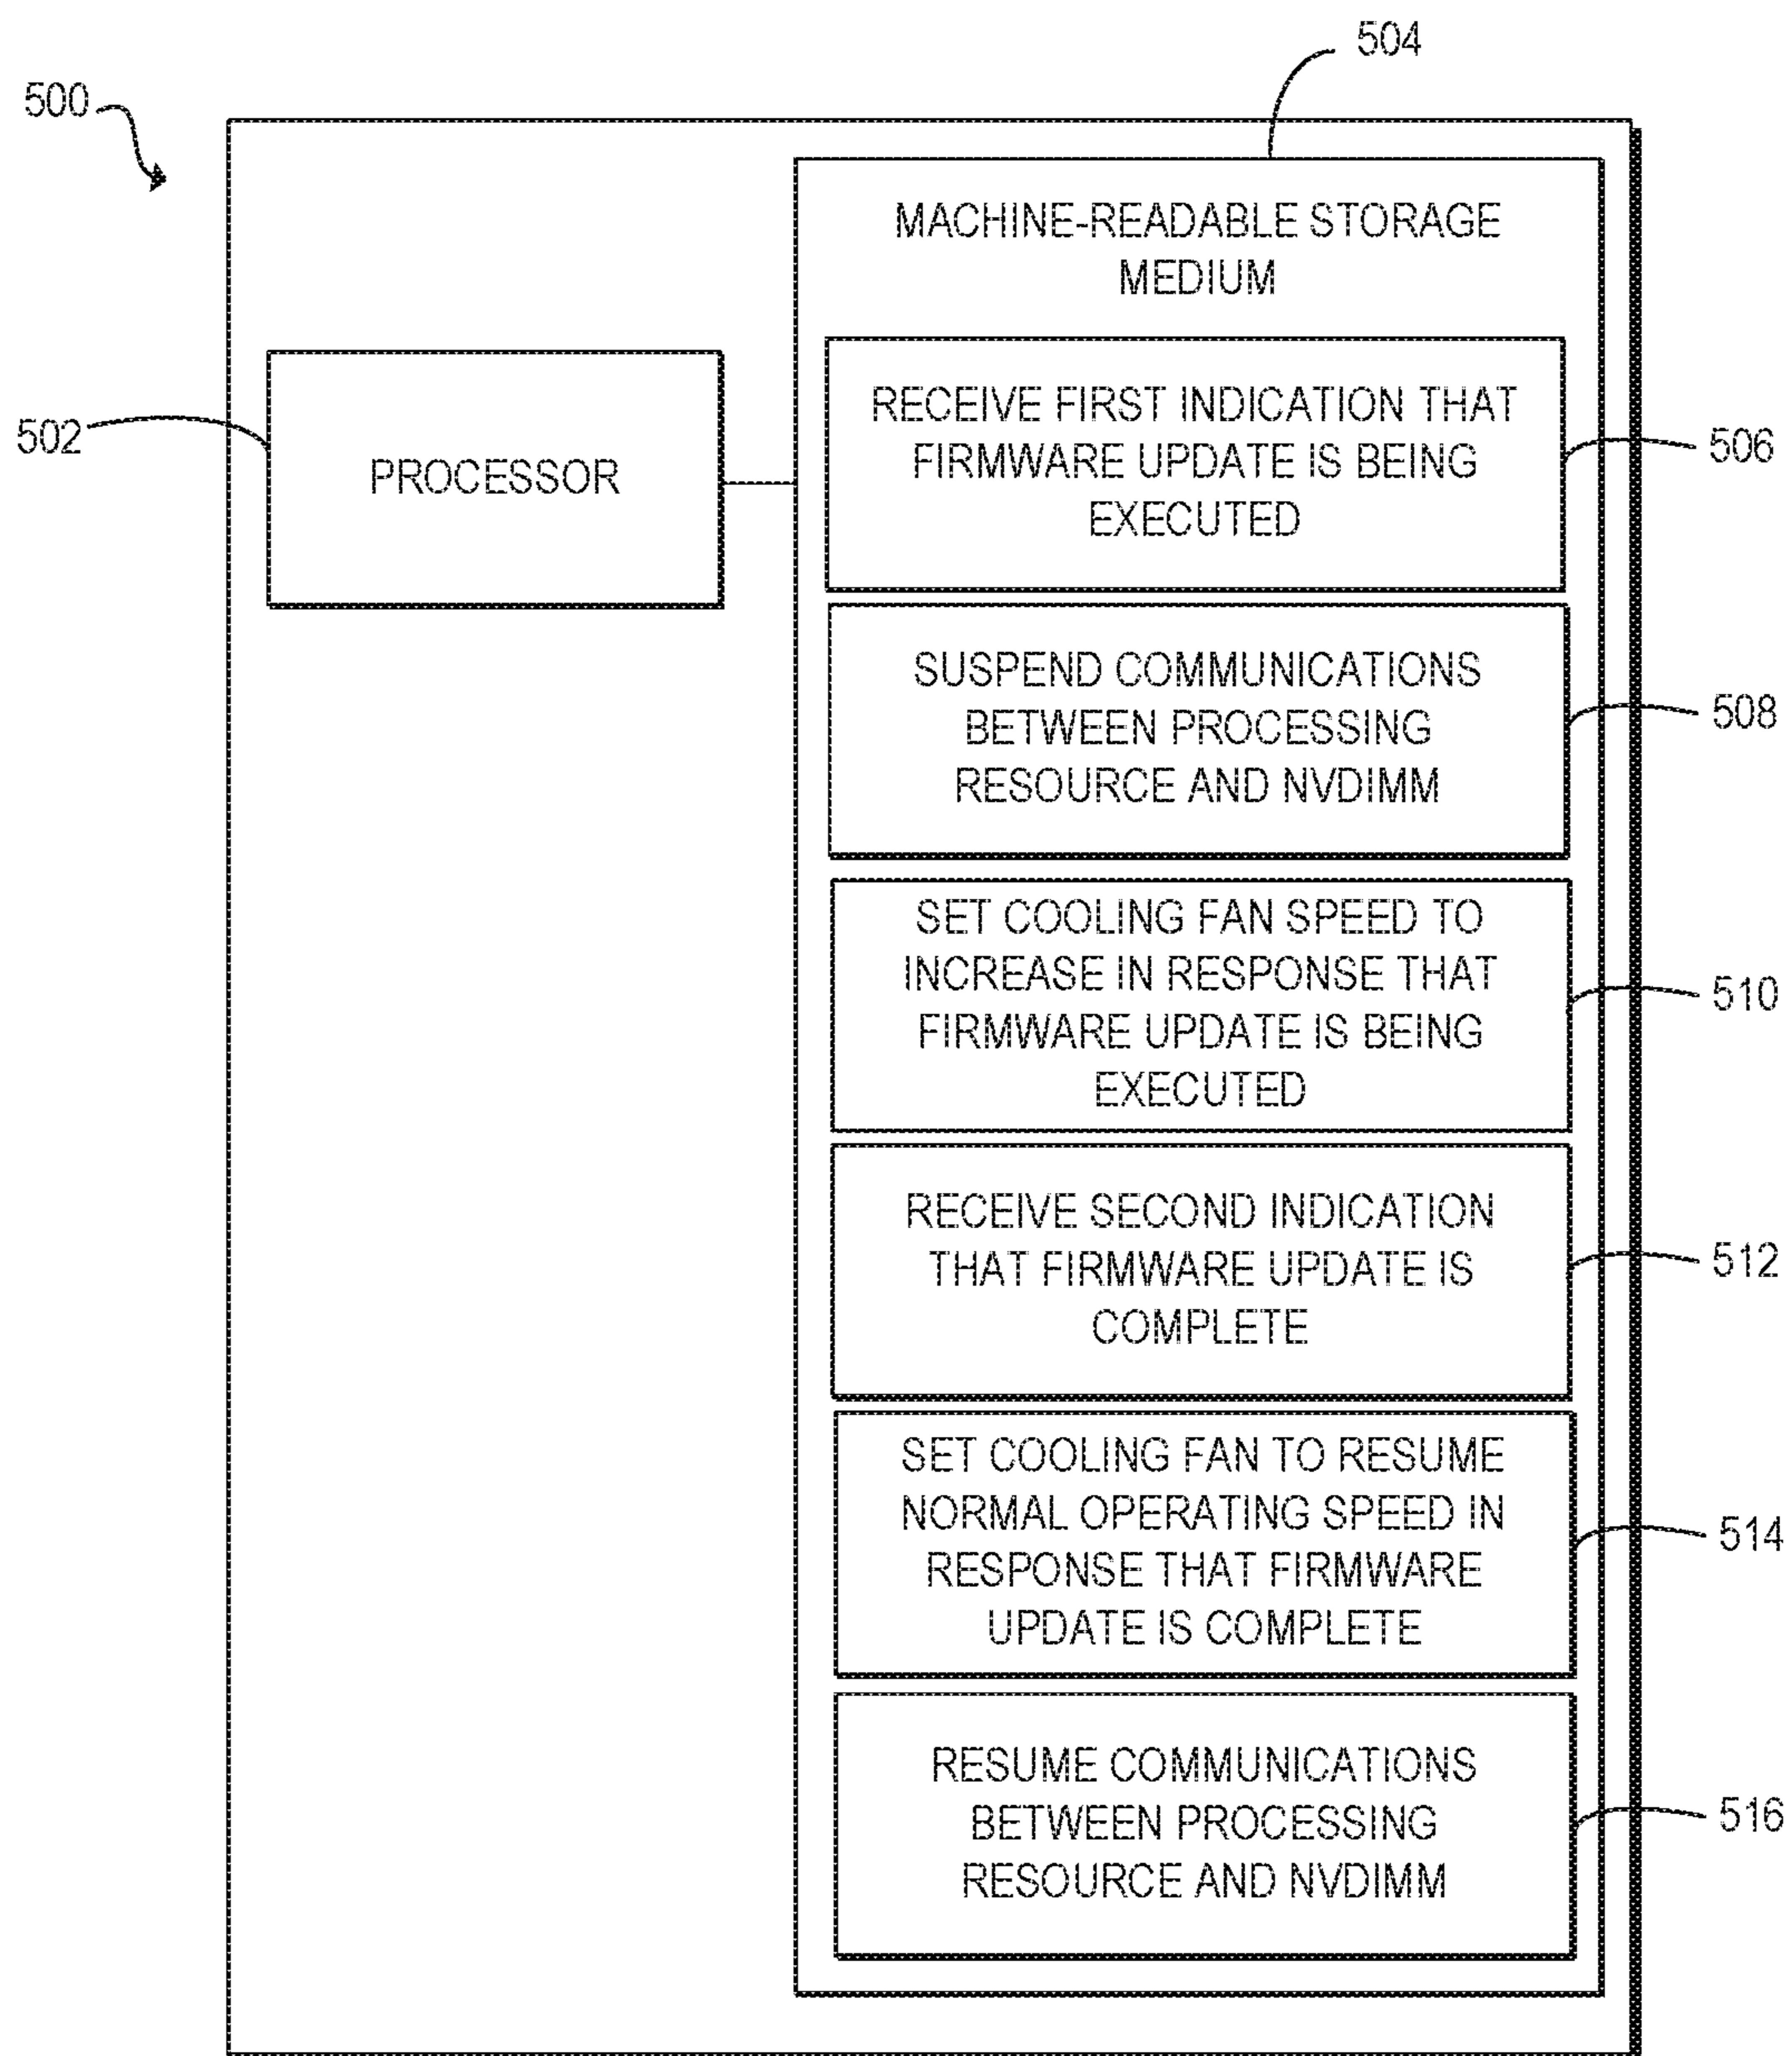 504
500
MACHINE-READABLE STORAGE
MEDIUM
502
PROCESSOR
RECEIVE FIRST INDICATION THAT
FIRMWARE UPDATE IS BEING
EXECUTED
506
SUSPEND COMMUNICATIONS
BETWEEN PROCESSING
RESOURCE AND NVDIMM
508
SET COOLING FAN SPEED TO
INCREASE IN RESPONSE THAT
FIRMWARE UPDATE IS BEING
EXECUTED
510
RECEIVE SECOND INDICATION
THAT FIRMWARE UPDATE IS
COMPLETE
512
SET COOLING FAN TO RESUME
NORMAL OPERATING SPEED IN
RESPONSE THAT FIRMWARE
UPDATE IS COMPLETE
514
RESUME COMMUNICATIONS
BETWEEN PROCESSING
RESOURCE AND NVDIMM
516